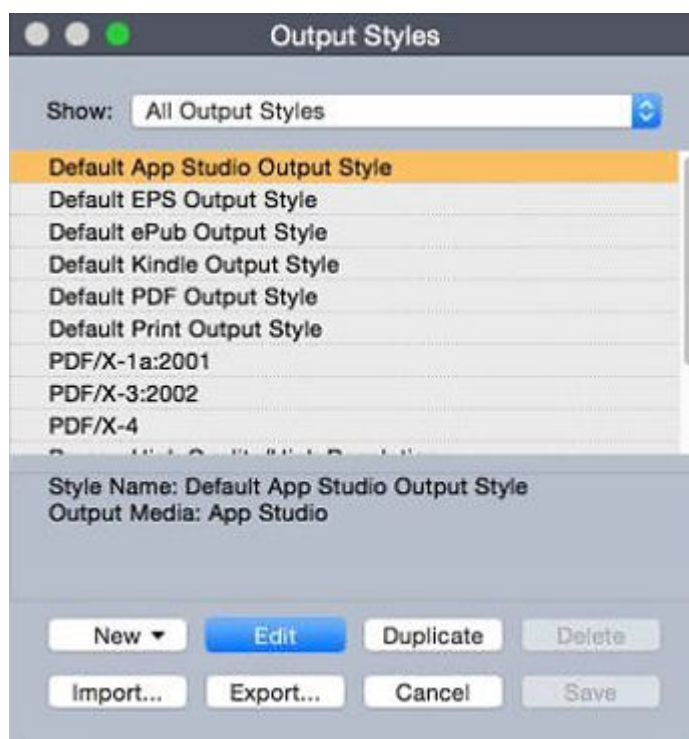 Output Styles
Show: All Output Styles
Default App Studio Output Style
Default EPS Output Style
Default ePub Output Style
Default Kindle Output Style
Default PDF Output Style
Default Print Output Style
PDF/X-1a:2001
PDF/X-3:2002
PDF/X-4
Style Name: Default App Studio Output Style
Output Media: App Studio
New Edit Duplicate Delete
Import... Export... Cancel Save